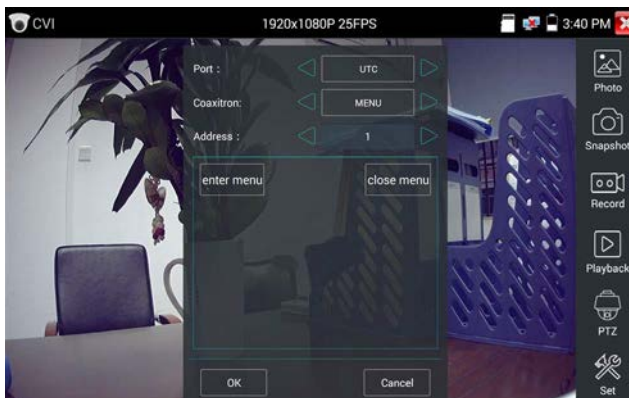 CVI 1920x1080P 25FPS 3:40 PM
Port : UTC
Coaxitron: MENU
Address : 1
enter menu close menu
OK Cancel
Photo
Snapshot
Record
Playback
PTZ
Set